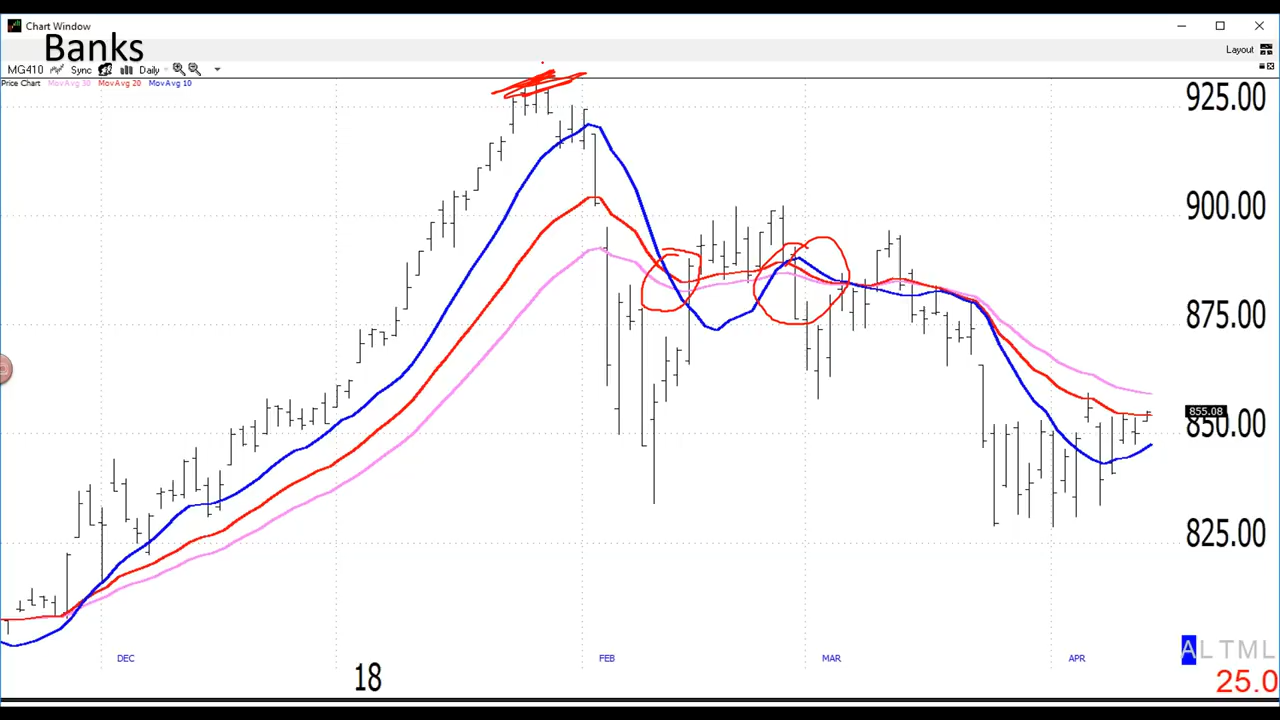 Chart Window
Banks
Layout
MG410 Sync Daily
Price Chart MovAvg 30 MovAvg 20 MovAvg 10
925.00
900.00
875.00
855.08
850.00
825.00
ALTML
DEC FEB MAR APR
18
25.0